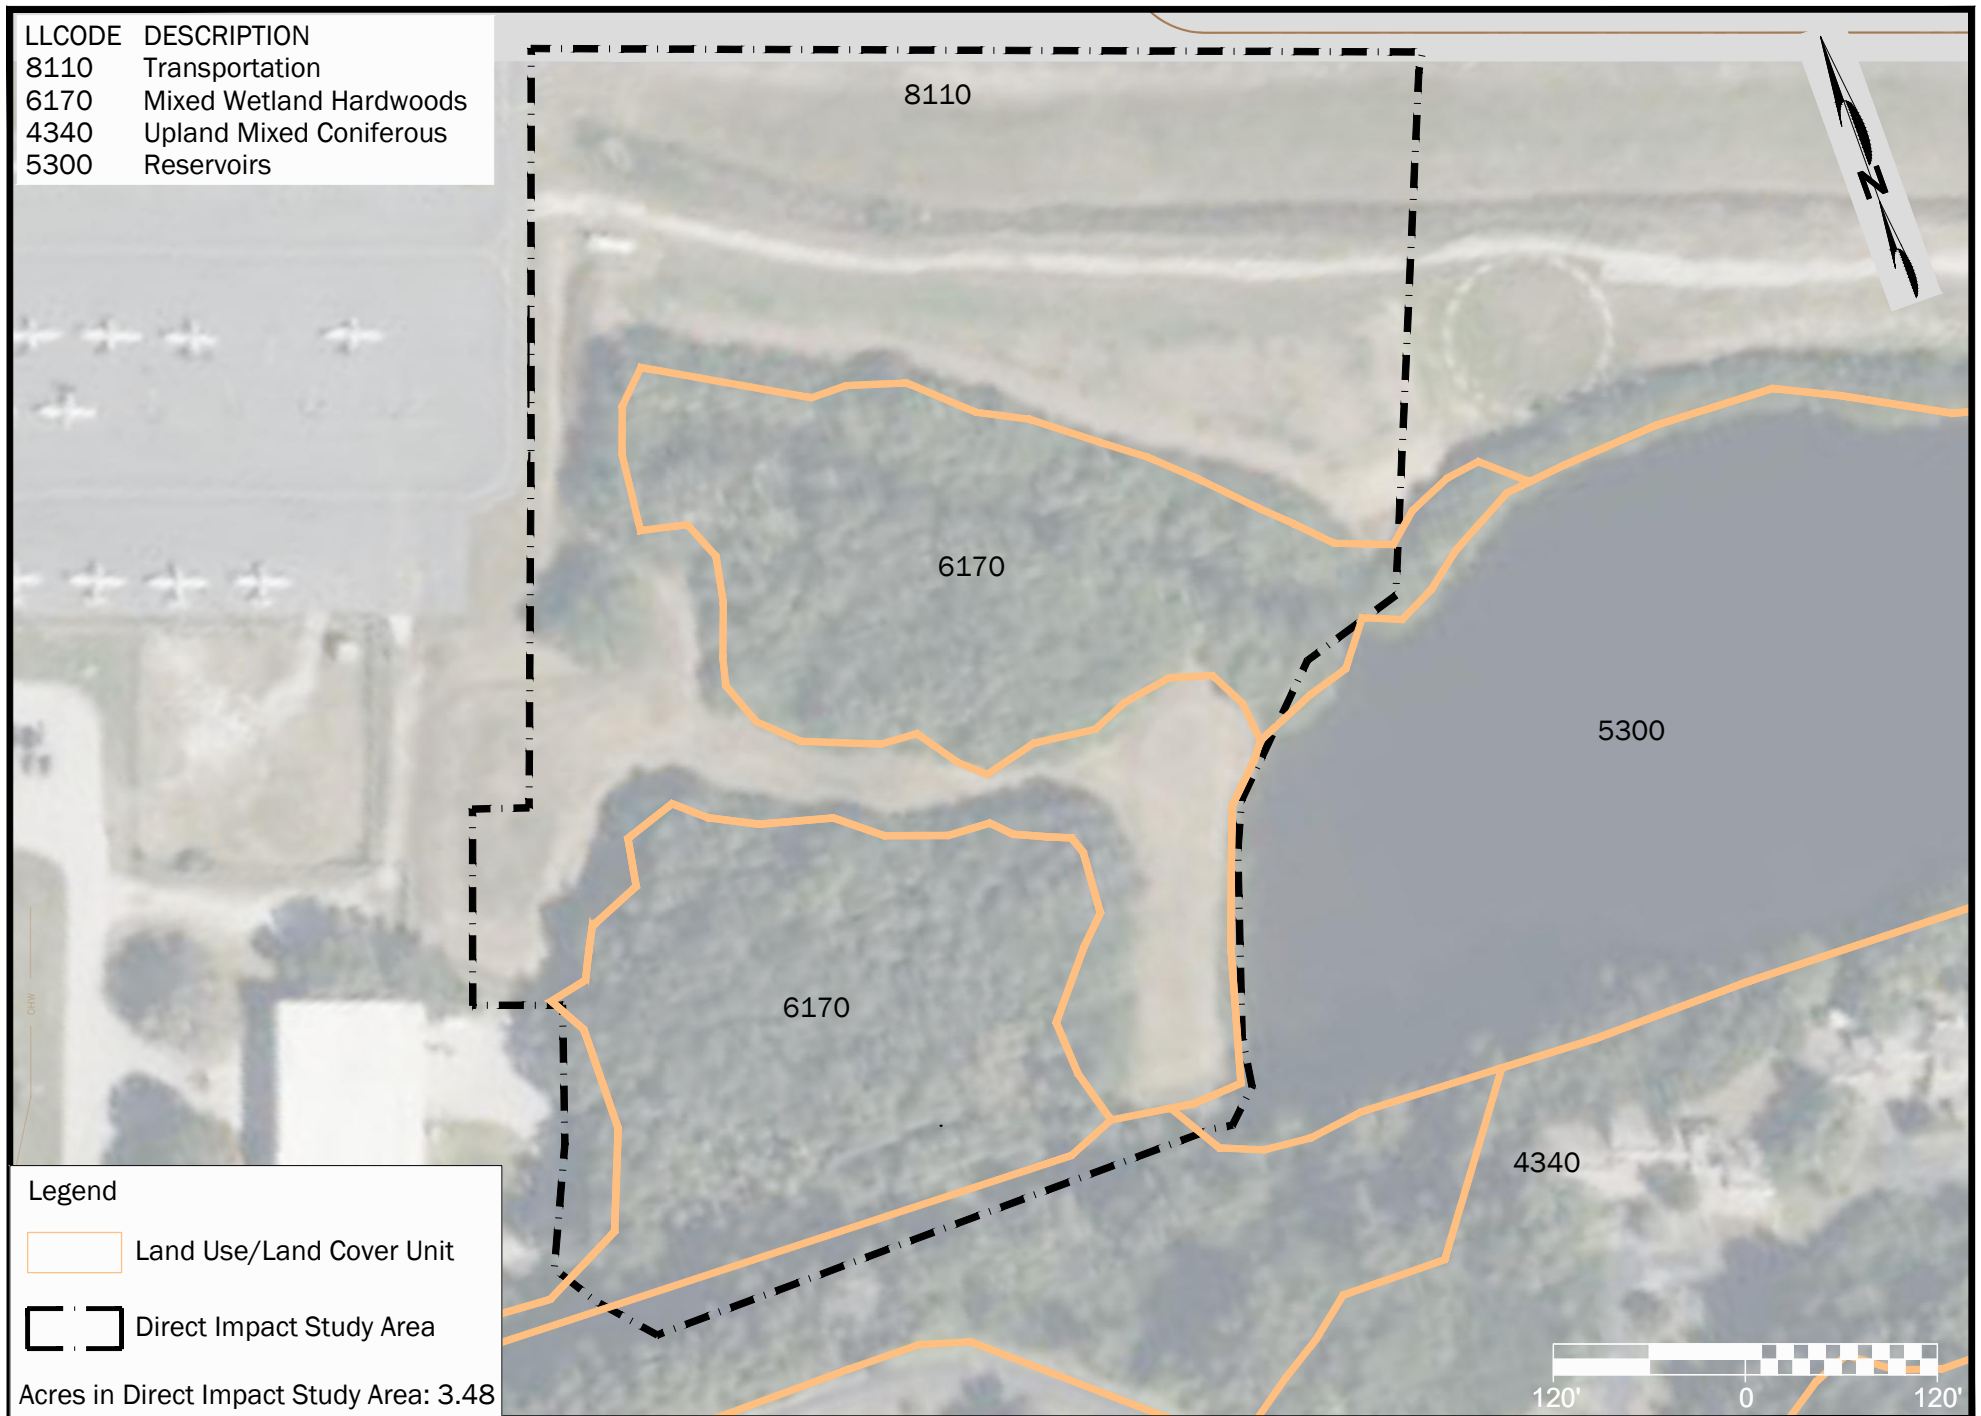 LLCODE DESCRIPTION
8110 Transportation
6170 Mixed Wetland Hardwoods
4340 Upland Mixed Coniferous
5300 Reservoirs
8110
N
6170
5300
6170
OHW
4340
Legend
Land Use/Land Cover Unit
Direct Impact Study Area
Acres in Direct Impact Study Area: 3.48
120' 0 120'